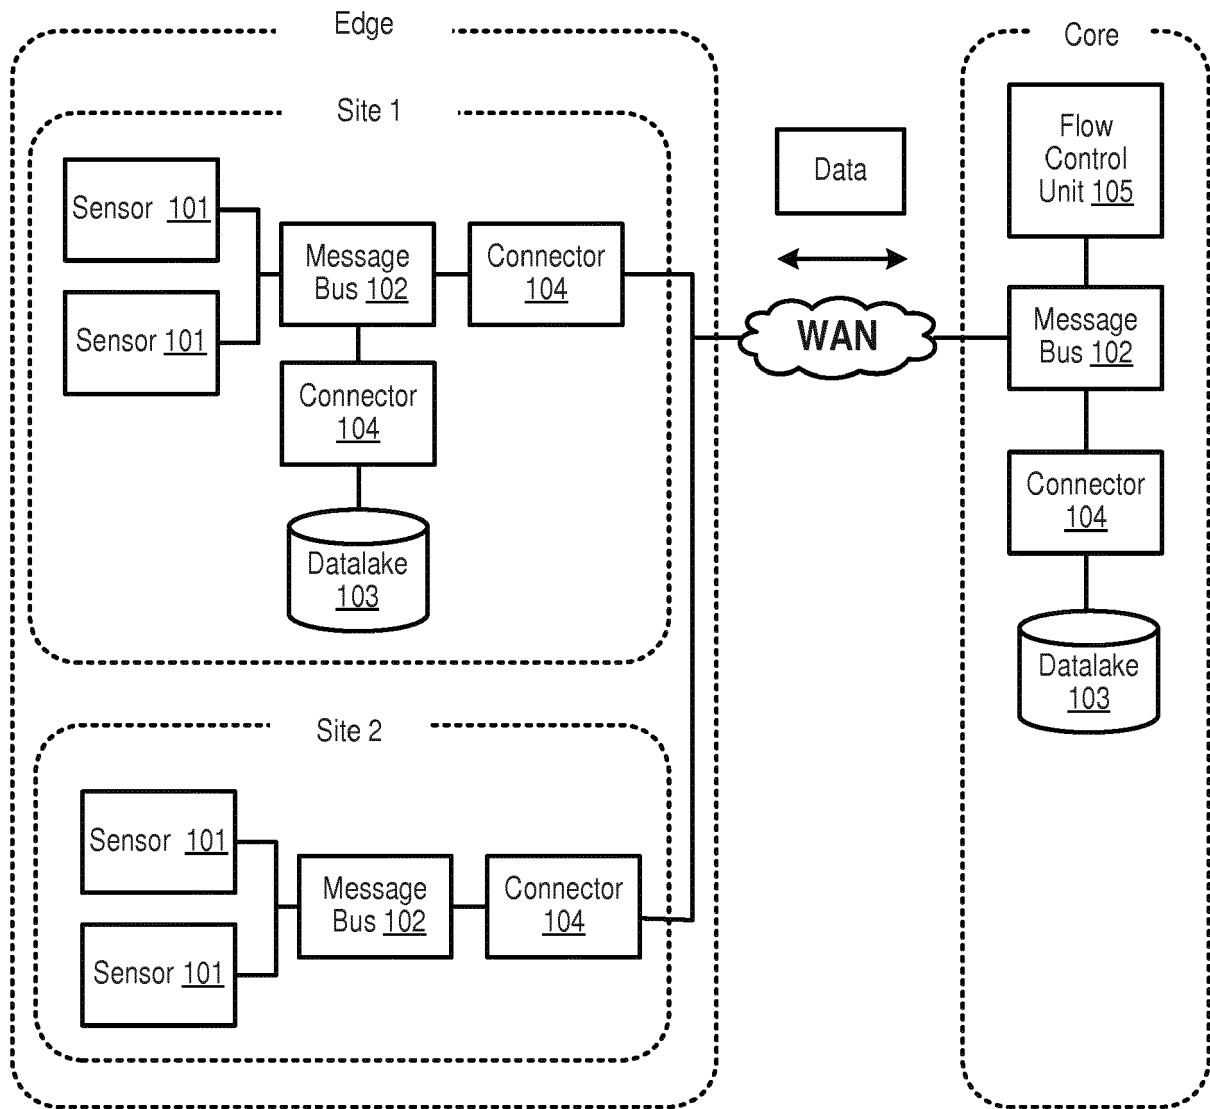 Edge
Site 1
Sensor 101
Sensor 101
Message
Bus 102
Connector
104
Connector
104
Datalake
103
Site 2
Sensor 101
Sensor 101
Message
Bus 102
Connector
104
Data
WAN
Core
Flow
Control
Unit 105
Message
Bus 102
Connector
104
Datalake
103